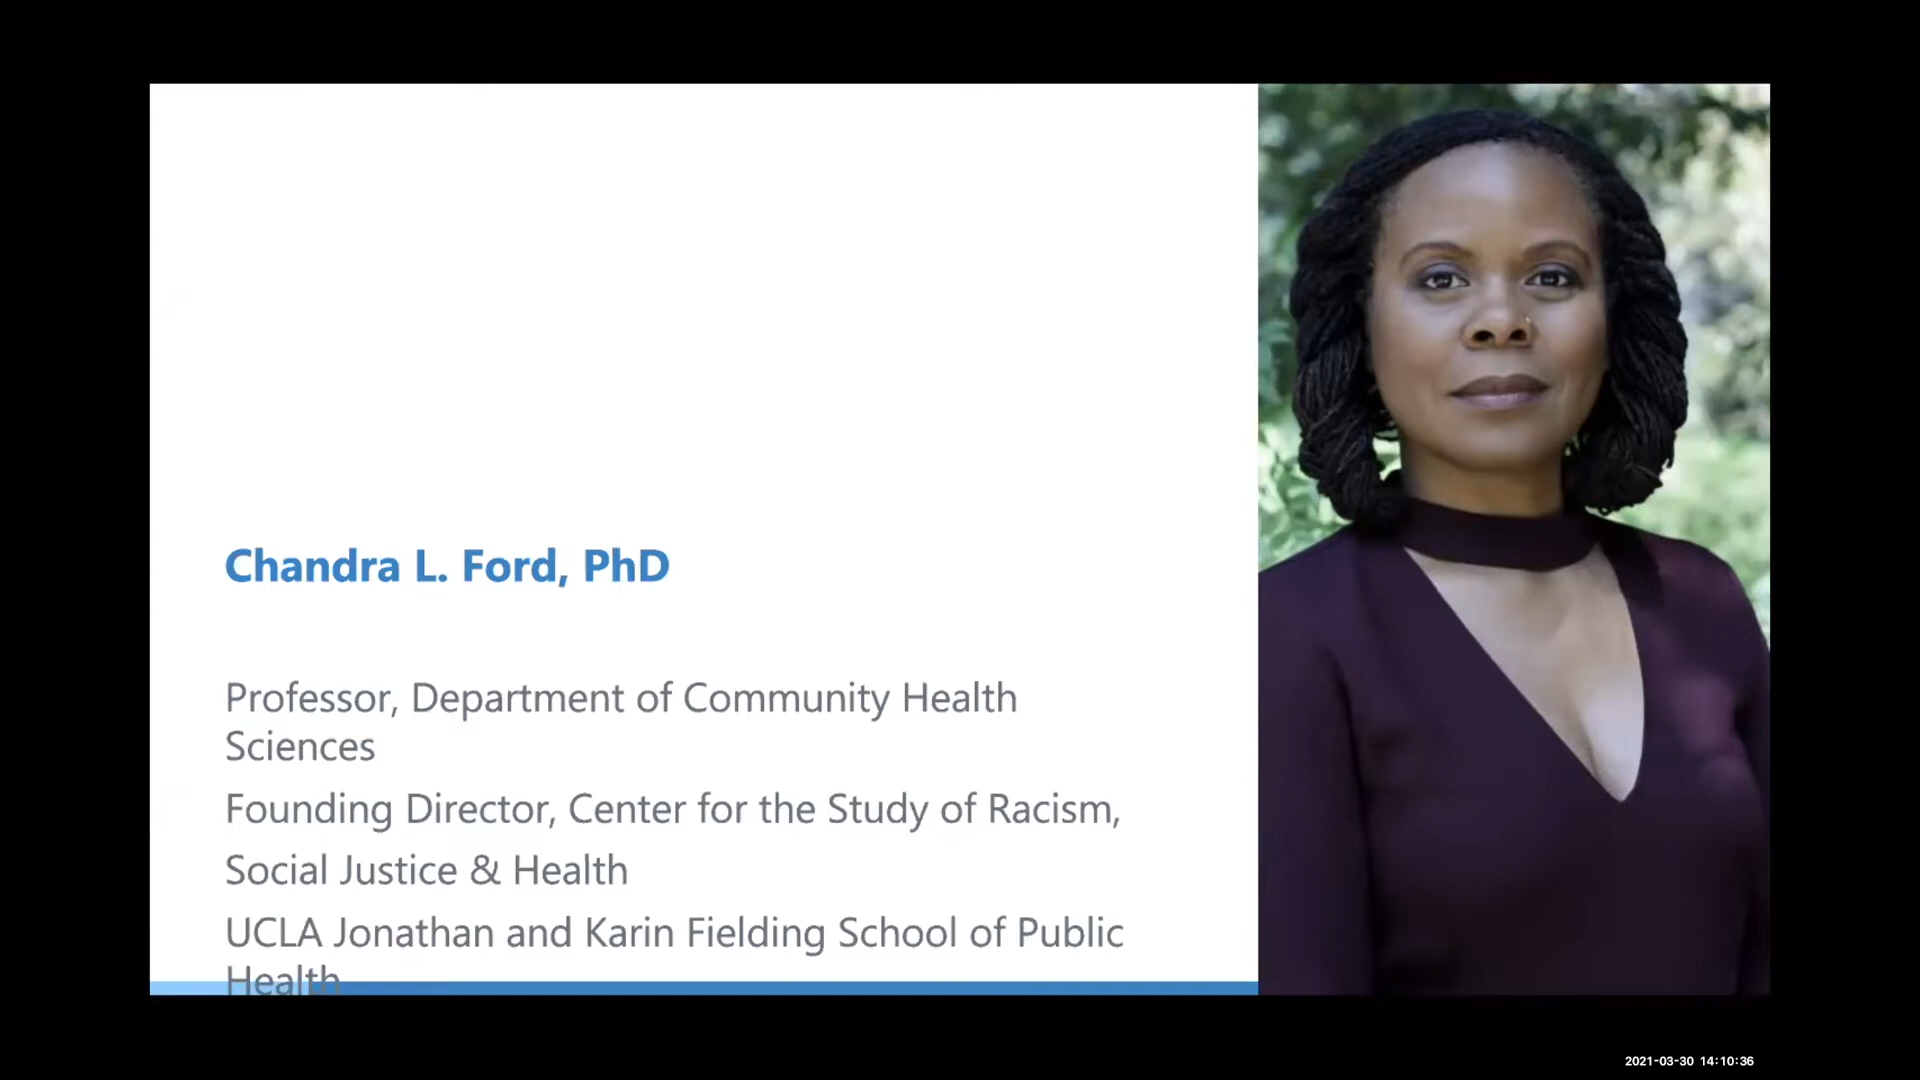 Chandra L. Ford, PhD
Professor, Department of Community Health
Sciences
Founding Director, Center for the Study of Racism,
Social Justice & Health
UCLA Jonathan and Karin Fielding School of Public
Health
2021-03-30 14:10:36